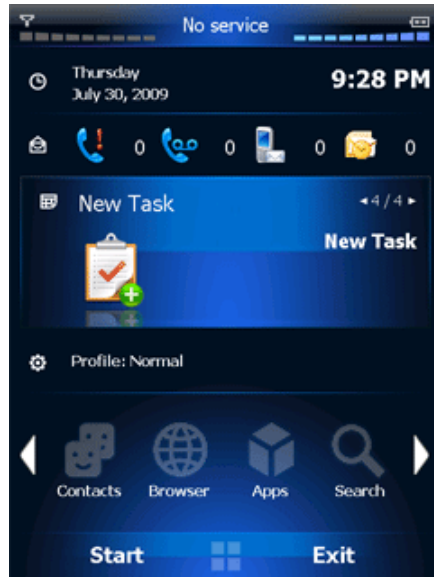 No service
Thursday
July 30, 2009
9:28 PM
0 0 0 0
New Task
4/4
New Task
Profile: Normal
Contacts Browser Apps Search
Start Exit